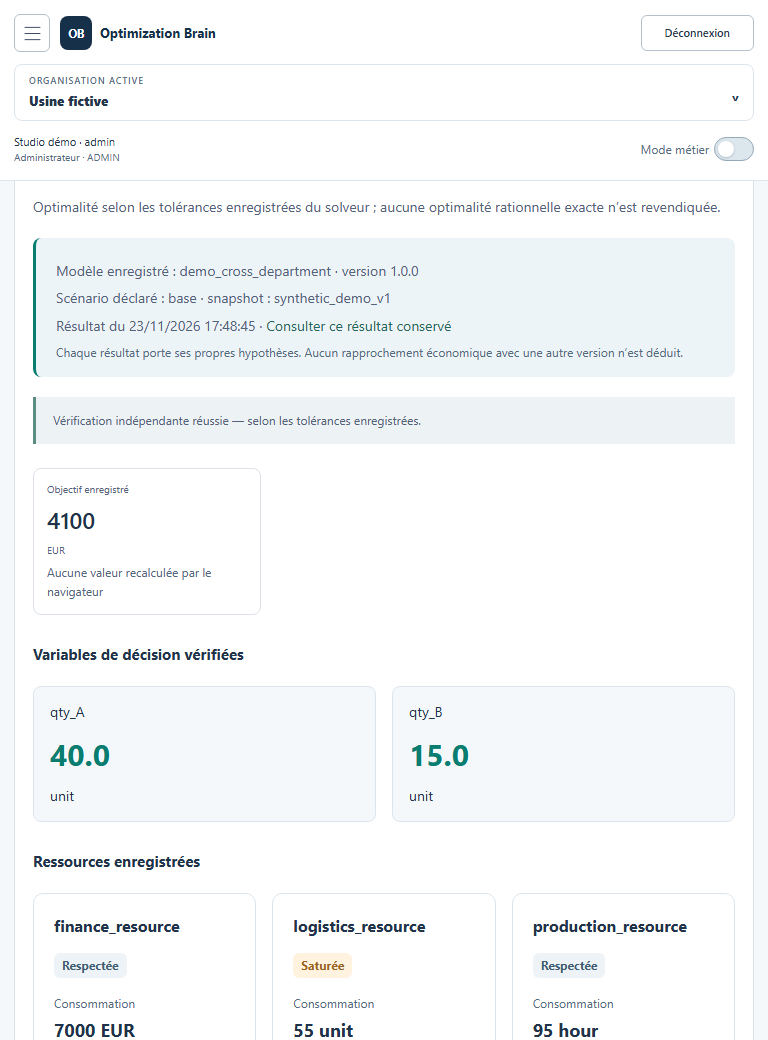 OB Optimization Brain
Déconnexion
ORGANISATION ACTIVE
Usine fictive
v
Studio démo · admin
Administrateur · ADMIN
Mode métier
Optimalité selon les tolérances enregistrées du solveur ; aucune optimalité rationnelle exacte n’est revendiquée.
Modèle enregistré : demo_cross_department · version 1.0.0
Scénario déclaré : base · snapshot : synthetic_demo_v1
Résultat du 23/11/2026 17:48:45 · Consulter ce résultat conservé
Chaque résultat porte ses propres hypothèses. Aucun rapprochement économique avec une autre version n’est déduit.
Vérification indépendante réussie — selon les tolérances enregistrées.
Objectif enregistré
4100
EUR
Aucune valeur recalculée par le
navigateur
Variables de décision vérifiées
qty_A
40.0
unit
qty_B
15.0
unit
Ressources enregistrées
finance_resource
Respectée
Consommation
7000 EUR
logistics_resource
Saturée
Consommation
55 unit
production_resource
Respectée
Consommation
95 hour